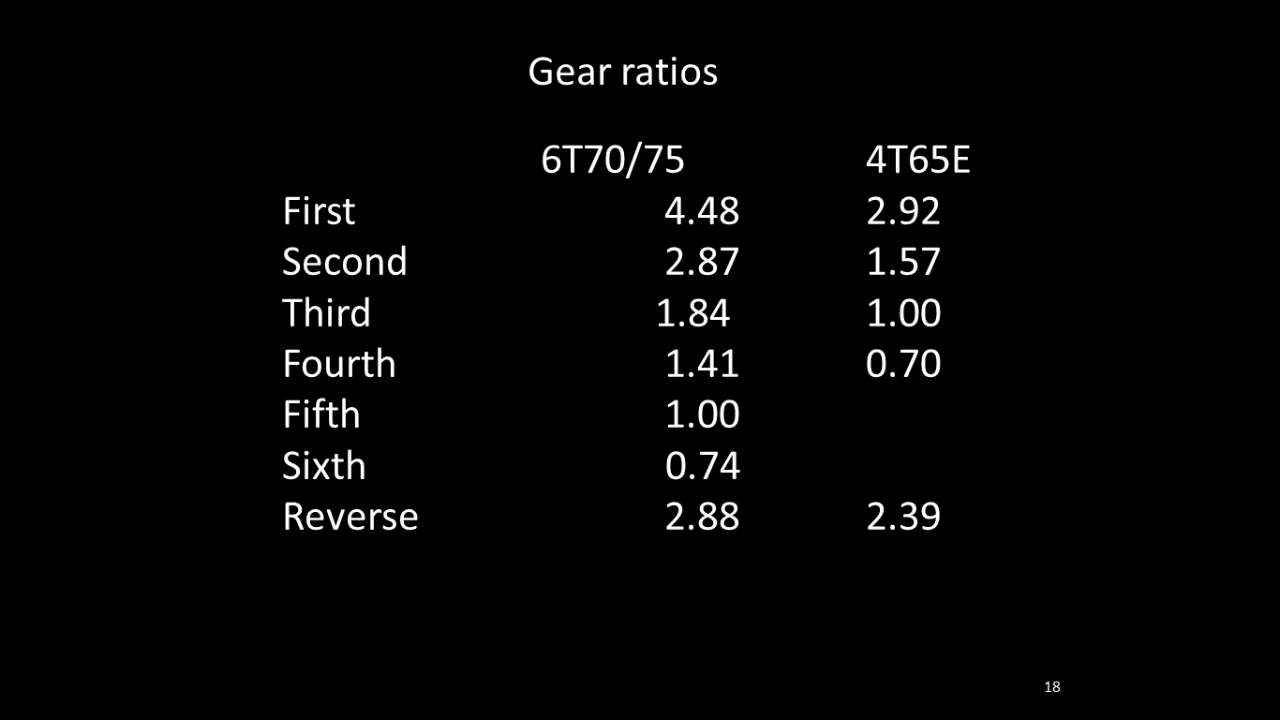 Gear ratios
6T70/75 4T65E
First 4.48 2.92
Second 2.87 1.57
Third 1.84 1.00
Fourth 1.41 0.70
Fifth 1.00
Sixth 0.74
Reverse 2.88 2.39
18